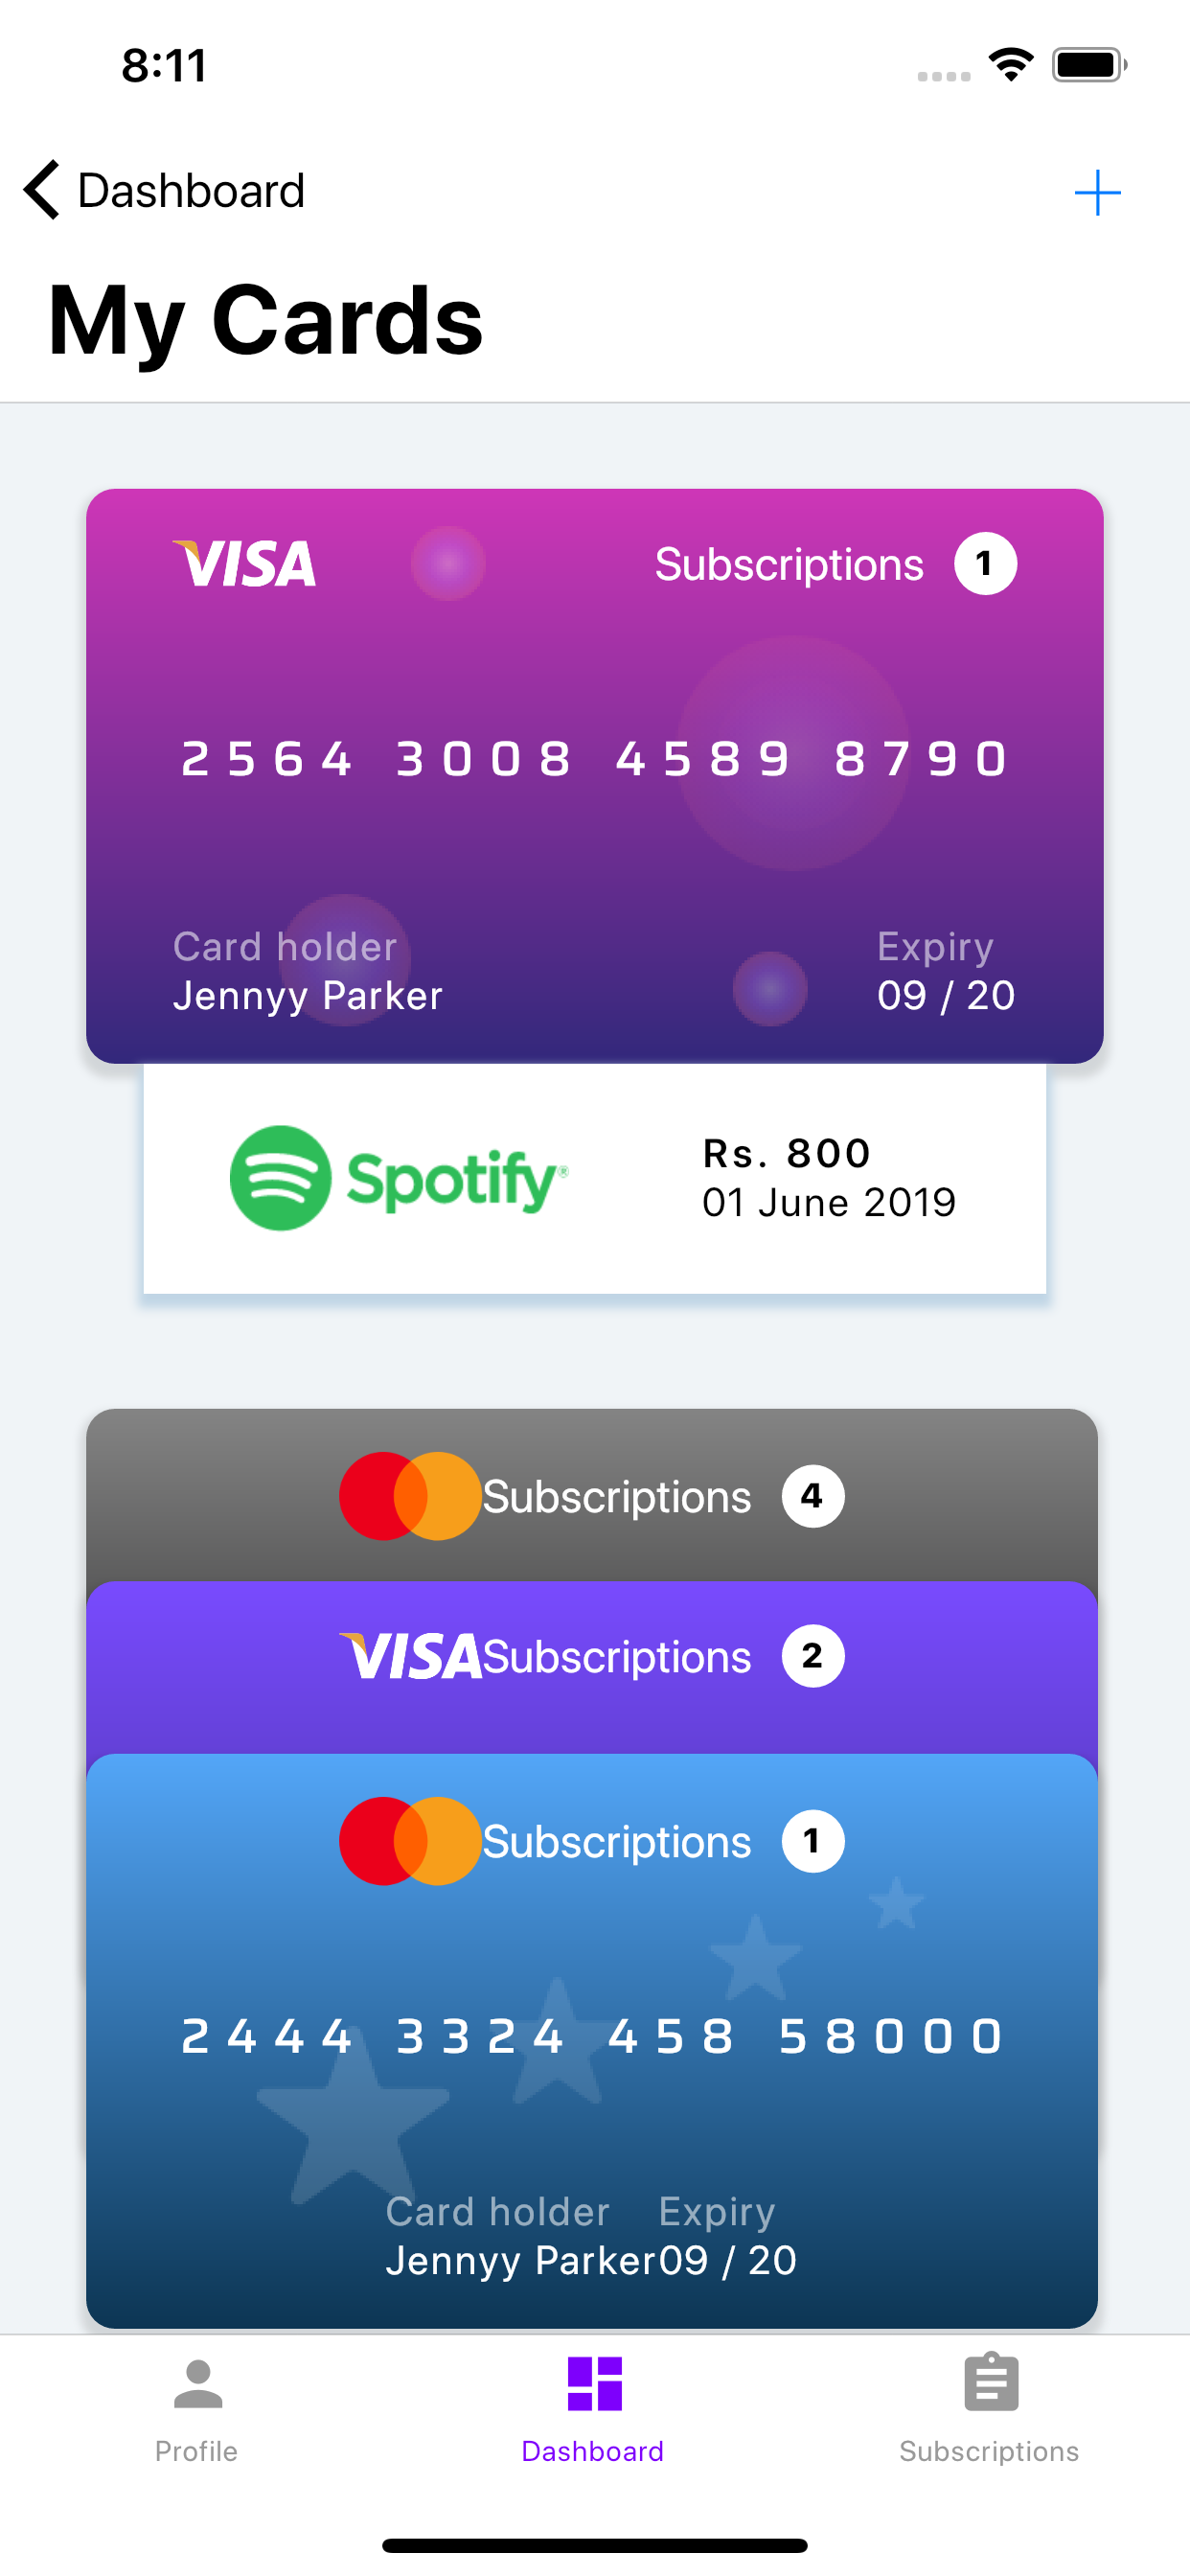 8:11
Dashboard
My Cards
VISA Subscriptions 1
2564 3008 4589 8790
Card holder Expiry
Jennyy Parker 09 / 20
Spotify® Rs. 800
01 June 2019
Subscriptions 4
VISA Subscriptions 2
Subscriptions 1
2444 3324 458 58000
Card holder Expiry
Jennyy Parker09 / 20
Profile Dashboard Subscriptions